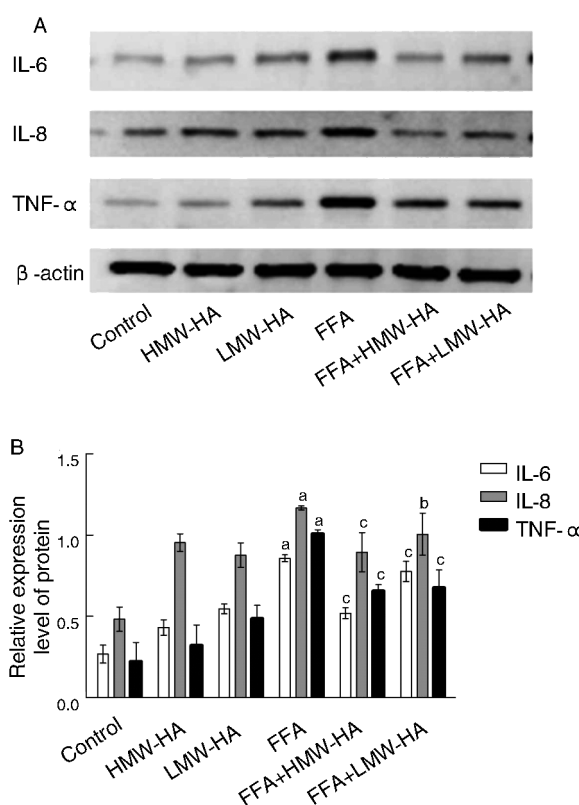 A
IL-6
IL-8
TNF- α
β -actin
Control
HMW-HA
LMW-HA
FFA
FFA+HMW-HA
FFA+LMW-HA
B
Relative expression
level of protein
1.5
1.0
0.5
0.0
a
a
a
c
c
c
c
b
c
IL-6
IL-8
TNF- α
Control
HMW-HA
LMW-HA
FFA
FFA+HMW-HA
FFA+LMW-HA